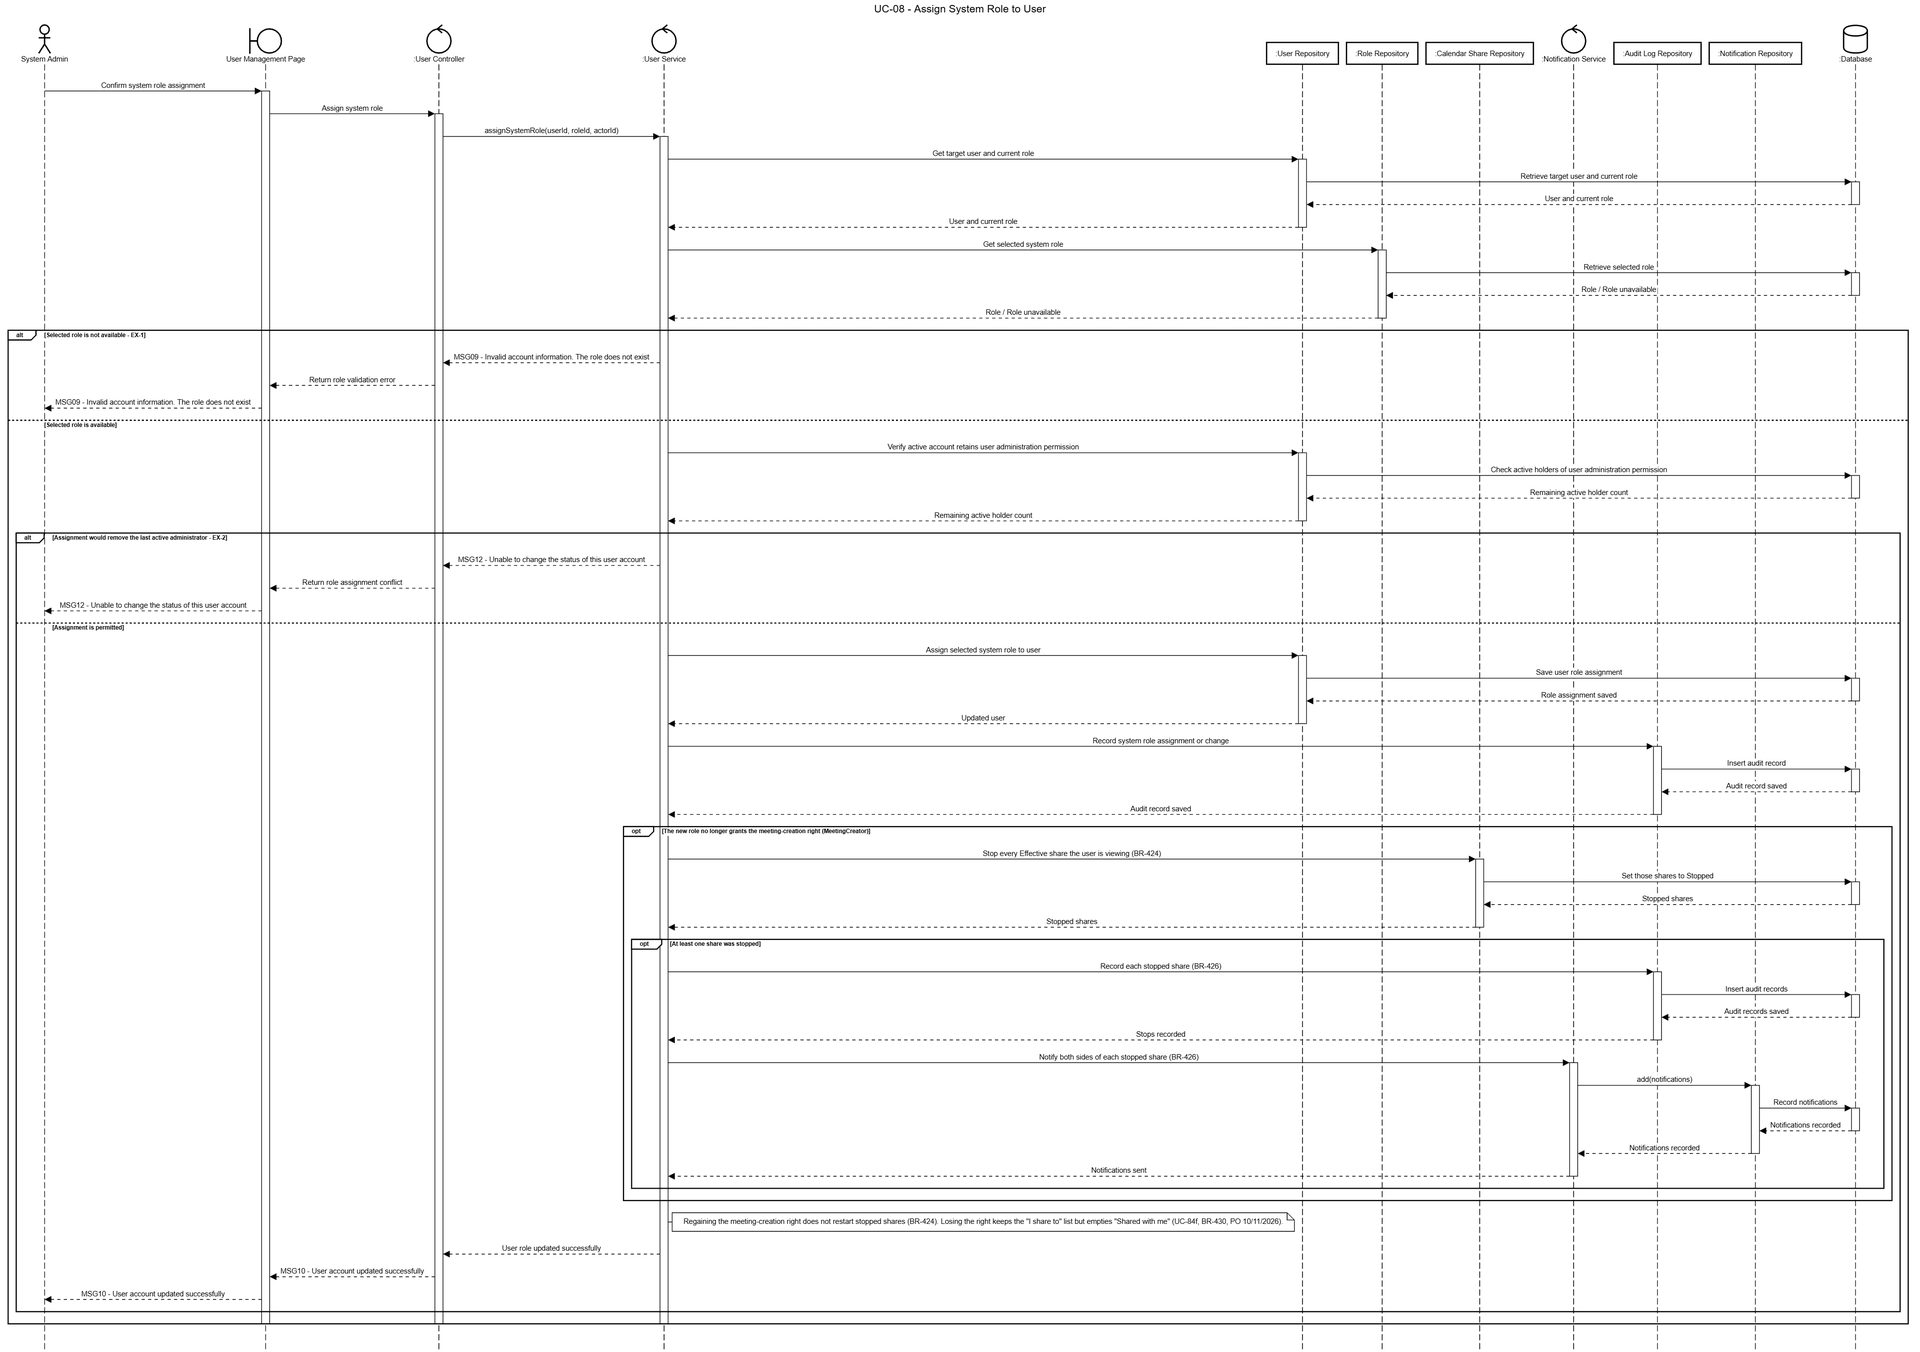 UC-08 - Assign System Role to User
System Admin
User Management Page
:User Controller
:User Service
:User Repository
:Role Repository
:Calendar Share Repository
:Notification Service
:Audit Log Repository
:Notification Repository
:Database
Confirm system role assignment
Assign system role
assignSystemRole(userId, roleId, actorId)
Get target user and current role
Retrieve target user and current role
User and current role
User and current role
Get selected system role
Retrieve selected role
Role / Role unavailable
Role / Role unavailable
alt
[Selected role is not available - EX-1]
MSG09 - Invalid account information. The role does not exist
Return role validation error
MSG09 - Invalid account information. The role does not exist
[Selected role is available]
Verify active account retains user administration permission
Check active holders of user administration permission
Remaining active holder count
Remaining active holder count
alt
[Assignment would remove the last active administrator - EX-2]
MSG12 - Unable to change the status of this user account
Return role assignment conflict
MSG12 - Unable to change the status of this user account
[Assignment is permitted]
Assign selected system role to user
Save user role assignment
Role assignment saved
Updated user
Record system role assignment or change
Insert audit record
Audit record saved
Audit record saved
opt
[The new role no longer grants the meeting-creation right (MeetingCreator)]
Stop every Effective share the user is viewing (BR-424)
Set those shares to Stopped
Stopped shares
Stopped shares
opt
[At least one share was stopped]
Record each stopped share (BR-426)
Insert audit records
Audit records saved
Stops recorded
Notify both sides of each stopped share (BR-426)
add(notifications)
Record notifications
Notifications recorded
Notifications recorded
Notifications sent
Regaining the meeting-creation right does not restart stopped shares (BR-424). Losing the right keeps the "I share to" list but empties "Shared with me" (UC-84f, BR-430, PO 10/11/2026).
User role updated successfully
MSG10 - User account updated successfully
MSG10 - User account updated successfully